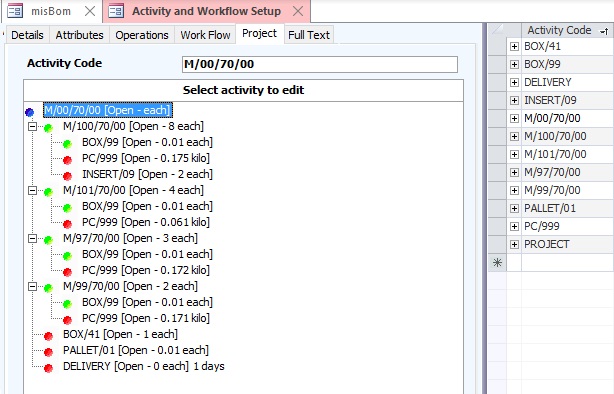 misBom
Activity and Workflow Setup
Details Attributes Operations Work Flow Project Full Text
Activity Code M/00/70/00
Select activity to edit
M/00/70/00 [Open - each]
M/100/70/00 [Open - 8 each]
BOX/99 [Open - 0.01 each]
PC/999 [Open - 0.175 kilo]
INSERT/09 [Open - 2 each]
M/101/70/00 [Open - 4 each]
BOX/99 [Open - 0.01 each]
PC/999 [Open - 0.061 kilo]
M/97/70/00 [Open - 3 each]
BOX/99 [Open - 0.01 each]
PC/999 [Open - 0.172 kilo]
M/99/70/00 [Open - 2 each]
BOX/99 [Open - 0.01 each]
PC/999 [Open - 0.171 kilo]
BOX/41 [Open - 1 each]
PALLET/01 [Open - 0.01 each]
DELIVERY [Open - 0 each] 1 days
Activity Code
BOX/41
BOX/99
DELIVERY
INSERT/09
M/00/70/00
M/100/70/00
M/101/70/00
M/97/70/00
M/99/70/00
PALLET/01
PC/999
PROJECT